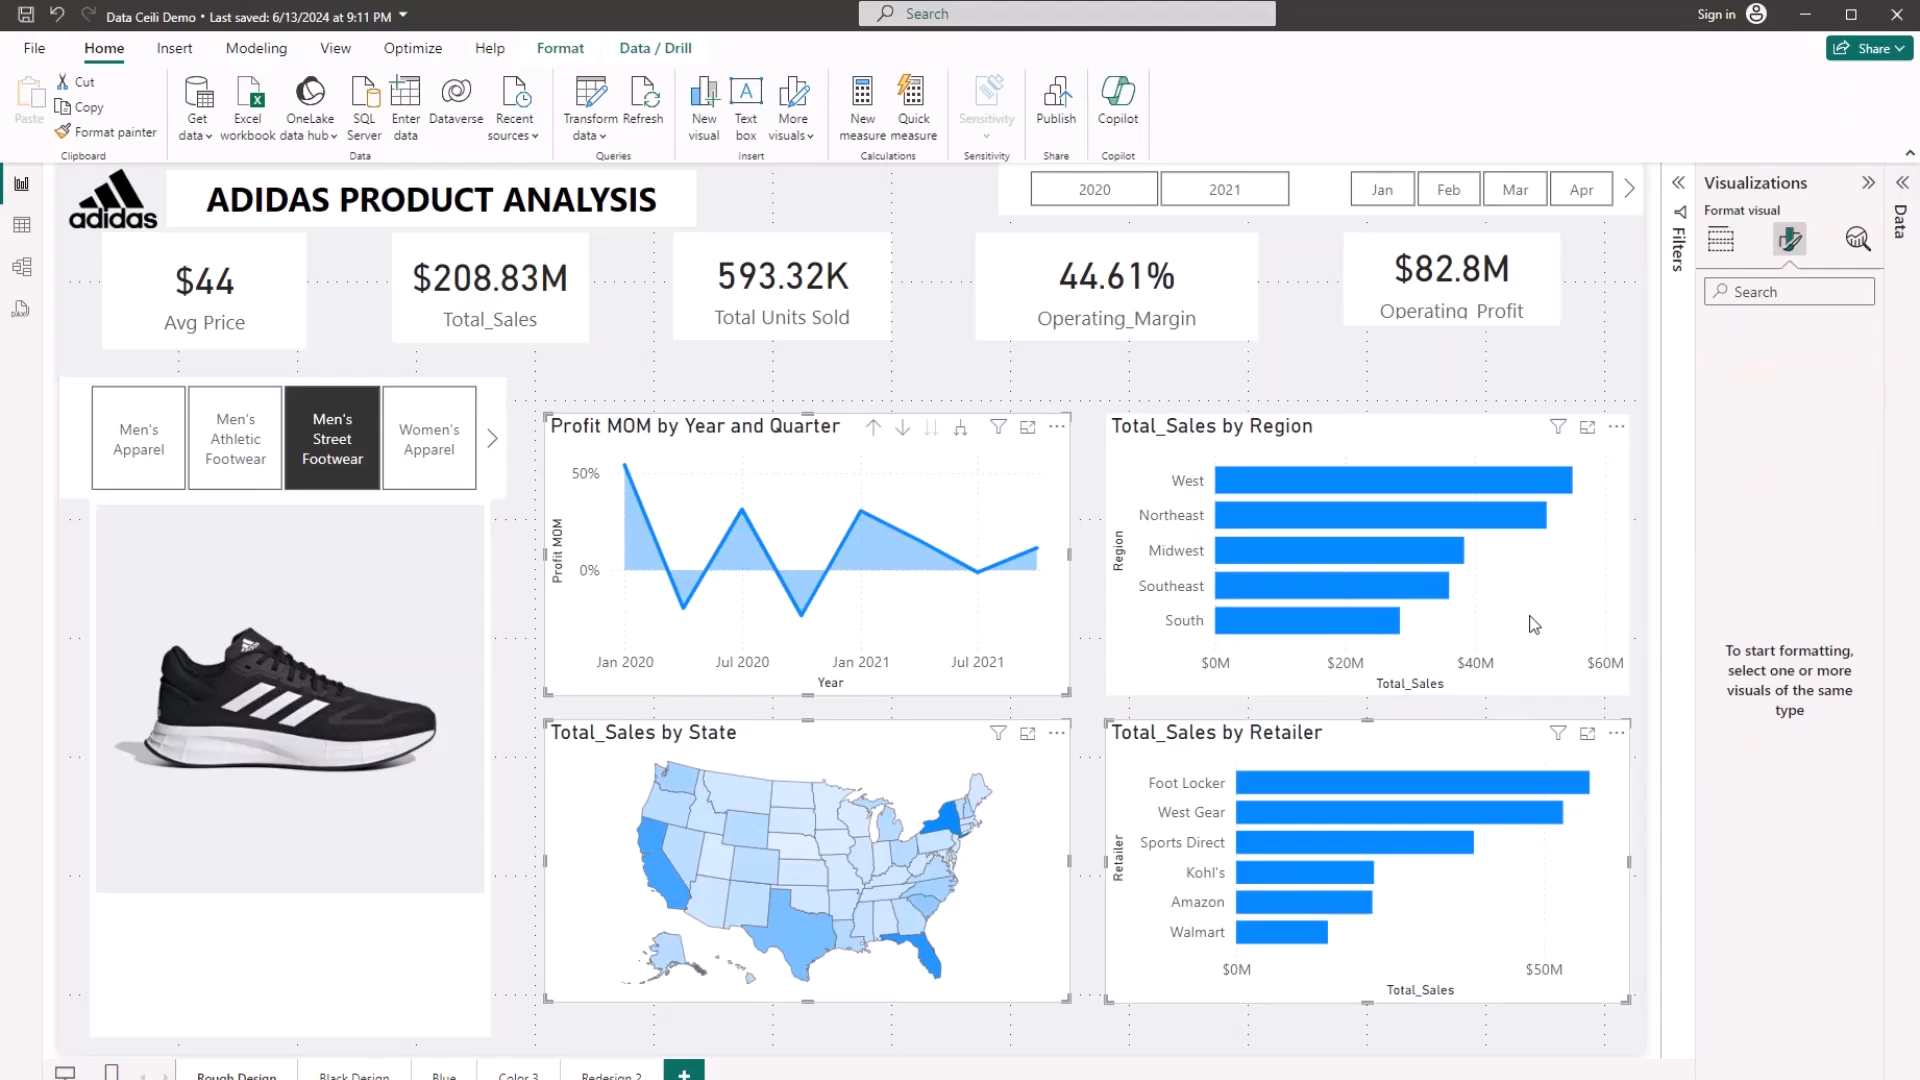 Data Ceili Demo • Last saved: 6/13/2024 at 9:11 PM
Search
Sign in
File Home Insert Modeling View Optimize Help Format Data / Drill
Share
Paste
Cut
Copy
Format painter
Clipboard
Get data
Excel workbook
OneLake data hub
SQL Server
Enter data
Dataverse
Recent sources
Data
Transform data
Refresh
Queries
New visual
Text box
More visuals
Insert
New measure
Quick measure
Calculations
Sensitivity
Sensitivity
Publish
Share
Copilot
Copilot
adidas
ADIDAS PRODUCT ANALYSIS
2020 2021
Jan Feb Mar Apr
$44
Avg Price
$208.83M
Total_Sales
593.32K
Total Units Sold
44.61%
Operating_Margin
$82.8M
Operating_Profit
Men's Apparel
Men's Athletic Footwear
Men's Street Footwear
Women's Apparel
Profit MOM by Year and Quarter
Profit MOM
50%
0%
Jan 2020 Jul 2020 Jan 2021 Jul 2021
Year
Total_Sales by Region
Region
West
Northeast
Midwest
Southeast
South
$0M $20M $40M $60M
Total_Sales
Total_Sales by State
Total_Sales by Retailer
Retailer
Foot Locker
West Gear
Sports Direct
Kohl's
Amazon
Walmart
$0M $50M
Total_Sales
Filters
Visualizations
Format visual
Search
To start formatting,
select one or more
visuals of the same
type
Data
Rough Design Black Design Blue Color 3 Redesign 2